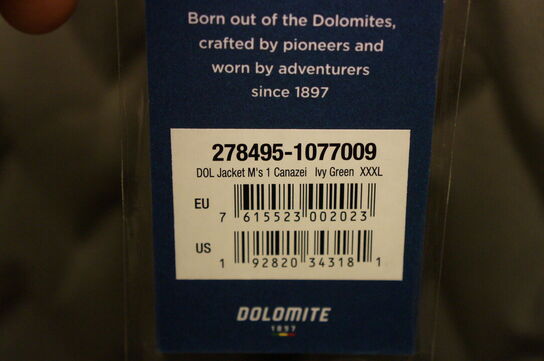 Born out of the Dolomites,
crafted by pioneers and
worn by adventurers
since 1897
278495-1077009
DOL Jacket M's 1 Canazei Ivy Green XXXL
EU
7 615523 002023
US
1 92820 34318 1
DOLOMITE
1897